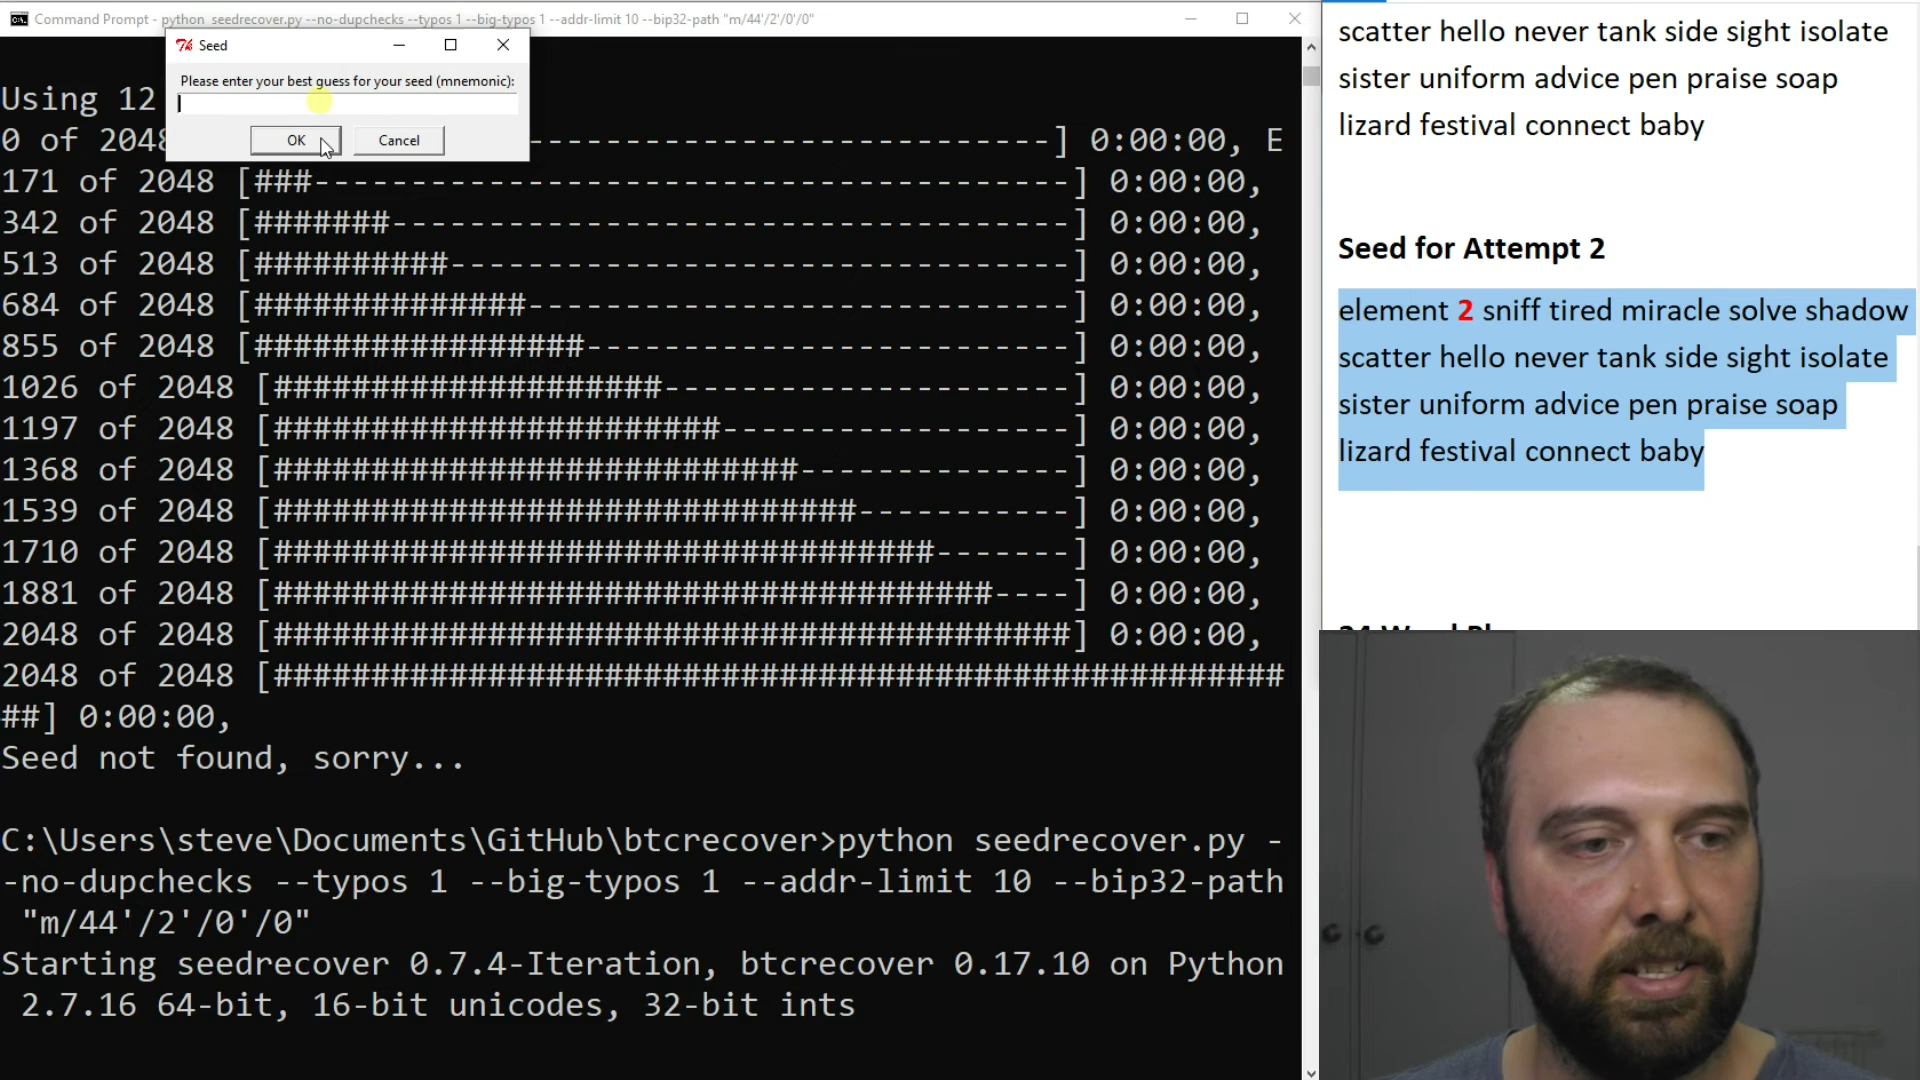 Command Prompt - python seedrecover.py --no-dupchecks --typos 1 --big-typos 1 --addr-limit 10 --bip32-path "m/44'/2'/0'/0"
Seed
Please enter your best guess for your seed (mnemonic):
OK
Cancel
Using 12
0 of 2048 -----------------------------] 0:00:00, E
171 of 2048 [###---------------------------------------] 0:00:00,
342 of 2048 [#######-----------------------------------] 0:00:00,
513 of 2048 [##########--------------------------------] 0:00:00,
684 of 2048 [##############----------------------------] 0:00:00,
855 of 2048 [#################-------------------------] 0:00:00,
1026 of 2048 [####################---------------------] 0:00:00,
1197 of 2048 [#######################------------------] 0:00:00,
1368 of 2048 [###########################--------------] 0:00:00,
1539 of 2048 [##############################-----------] 0:00:00,
1710 of 2048 [##################################-------] 0:00:00,
1881 of 2048 [#####################################----] 0:00:00,
2048 of 2048 [#########################################] 0:00:00,
2048 of 2048 [####################################################
##] 0:00:00,
Seed not found, sorry...
C:\Users\steve\Documents\GitHub\btcrecover>python seedrecover.py -
-no-dupchecks --typos 1 --big-typos 1 --addr-limit 10 --bip32-path
"m/44'/2'/0'/0"
Starting seedrecover 0.7.4-Iteration, btcrecover 0.17.10 on Python
2.7.16 64-bit, 16-bit unicodes, 32-bit ints
scatter hello never tank side sight isolate
sister uniform advice pen praise soap
lizard festival connect baby
Seed for Attempt 2
element 2 sniff tired miracle solve shadow
scatter hello never tank side sight isolate
sister uniform advice pen praise soap
lizard festival connect baby